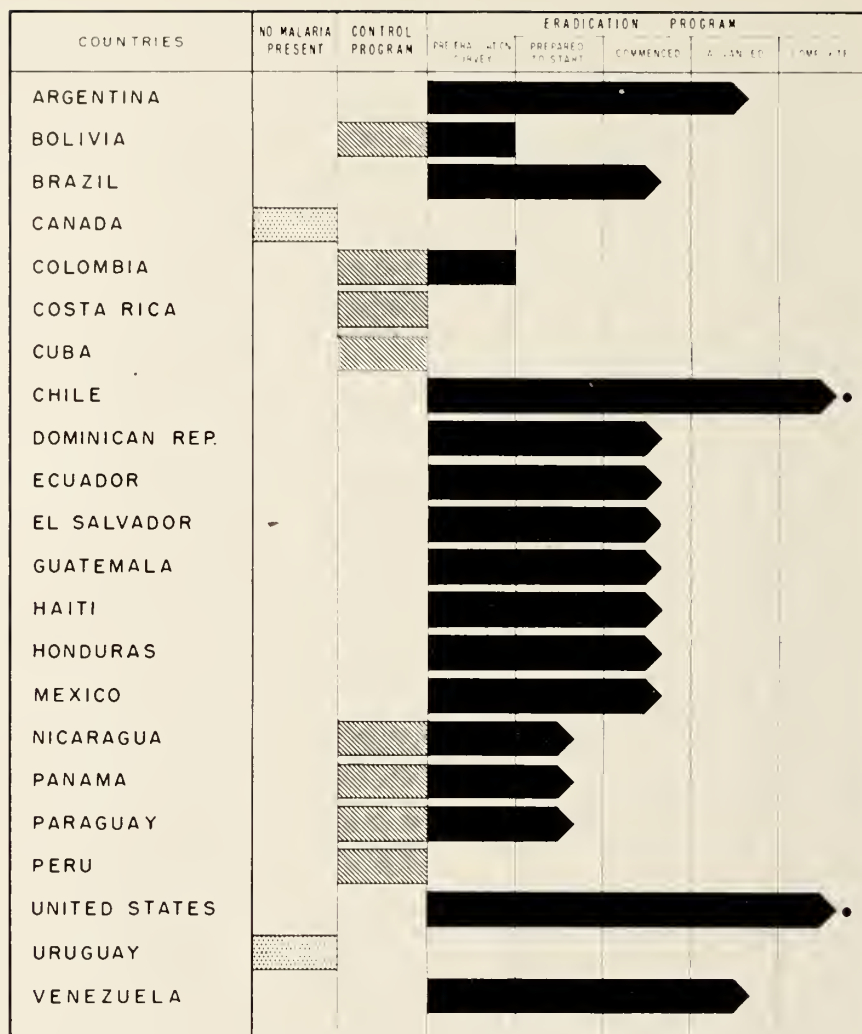 COUNTRIES
NO MALARIA
PRESENT
CONTROL
PROGRAM
ERADICATION PROGRAM
SURVEY
PREPARED
TO START
COMMENCED
ARGENTINA
BOLIVIA
BRAZIL
CANADA
COLOMBIA
COSTA RICA
CUBA
CHILE
DOMINICAN REP.
ECUADOR
EL SALVADOR
GUATEMALA
HAITI
HONDURAS
MEXICO
NICARAGUA
PANAMA
PARAGUAY
PERU
UNITED STATES
URUGUAY
VENEZUELA